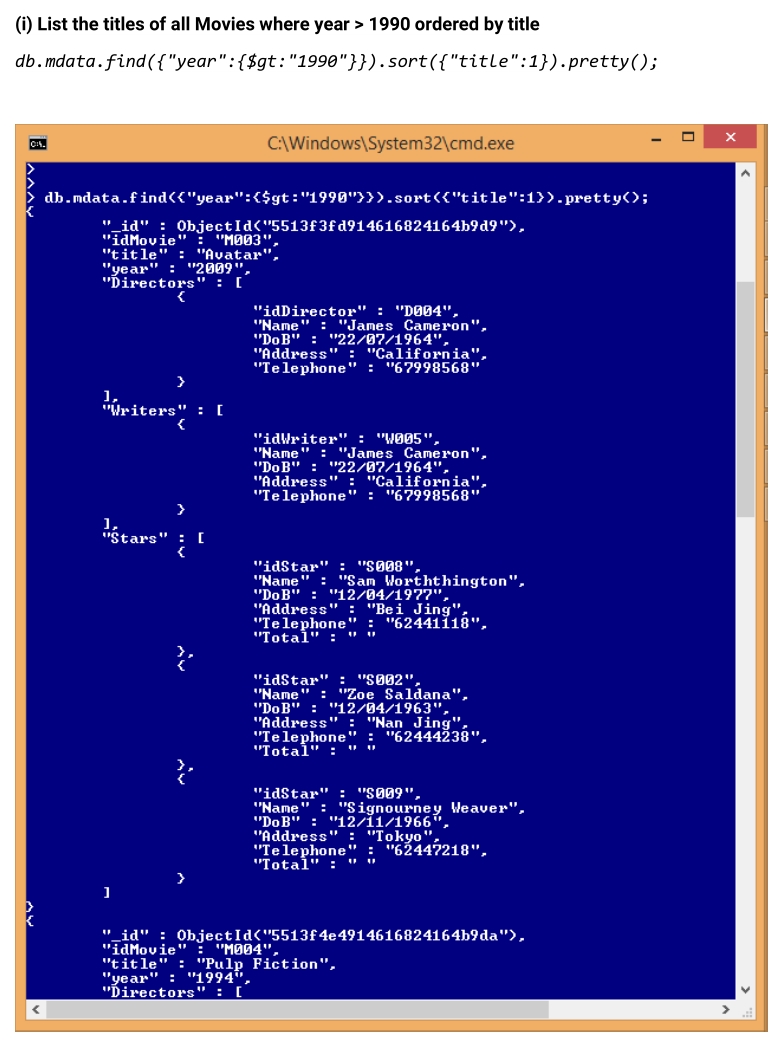 (i) List the titles of all Movies where year > 1990 ordered by title
db.mdata.find({"year":{$gt:"1990"}}).sort({"title":1}).pretty();
C:\Windows\System32\cmd.exe
>
>
> db.mdata.find({"year":{$gt:"1990"}}).sort({"title":1}).pretty();
{
"_id" : ObjectId("5513f3fd914616824164b9d9"),
"idMovie" : "M003",
"title" : "Avatar",
"year" : "2009",
"Directors" : [
{
"idDirector" : "D004",
"Name" : "James Cameron",
"DoB" : "22/07/1964",
"Address" : "California",
"Telephone" : "67998568"
}
],
"Writers" : [
{
"idWriter" : "W005",
"Name" : "James Cameron",
"DoB" : "22/07/1964",
"Address" : "California",
"Telephone" : "67998568"
}
],
"Stars" : [
{
"idStar" : "S008",
"Name" : "Sam Worththington",
"DoB" : "12/04/1977",
"Address" : "Bei Jing",
"Telephone" : "62441118",
"Total" : " "
},
{
"idStar" : "S002",
"Name" : "Zoe Saldana",
"DoB" : "12/04/1963",
"Address" : "Nan Jing",
"Telephone" : "62444238",
"Total" : " "
},
{
"idStar" : "S009",
"Name" : "Signourney Weaver",
"DoB" : "12/11/1966",
"Address" : "Tokyo",
"Telephone" : "62447218",
"Total" : " "
}
]
}
{
"_id" : ObjectId("5513f4e4914616824164b9da"),
"idMovie" : "M004",
"title" : "Pulp Fiction",
"year" : "1994",
"Directors" : [